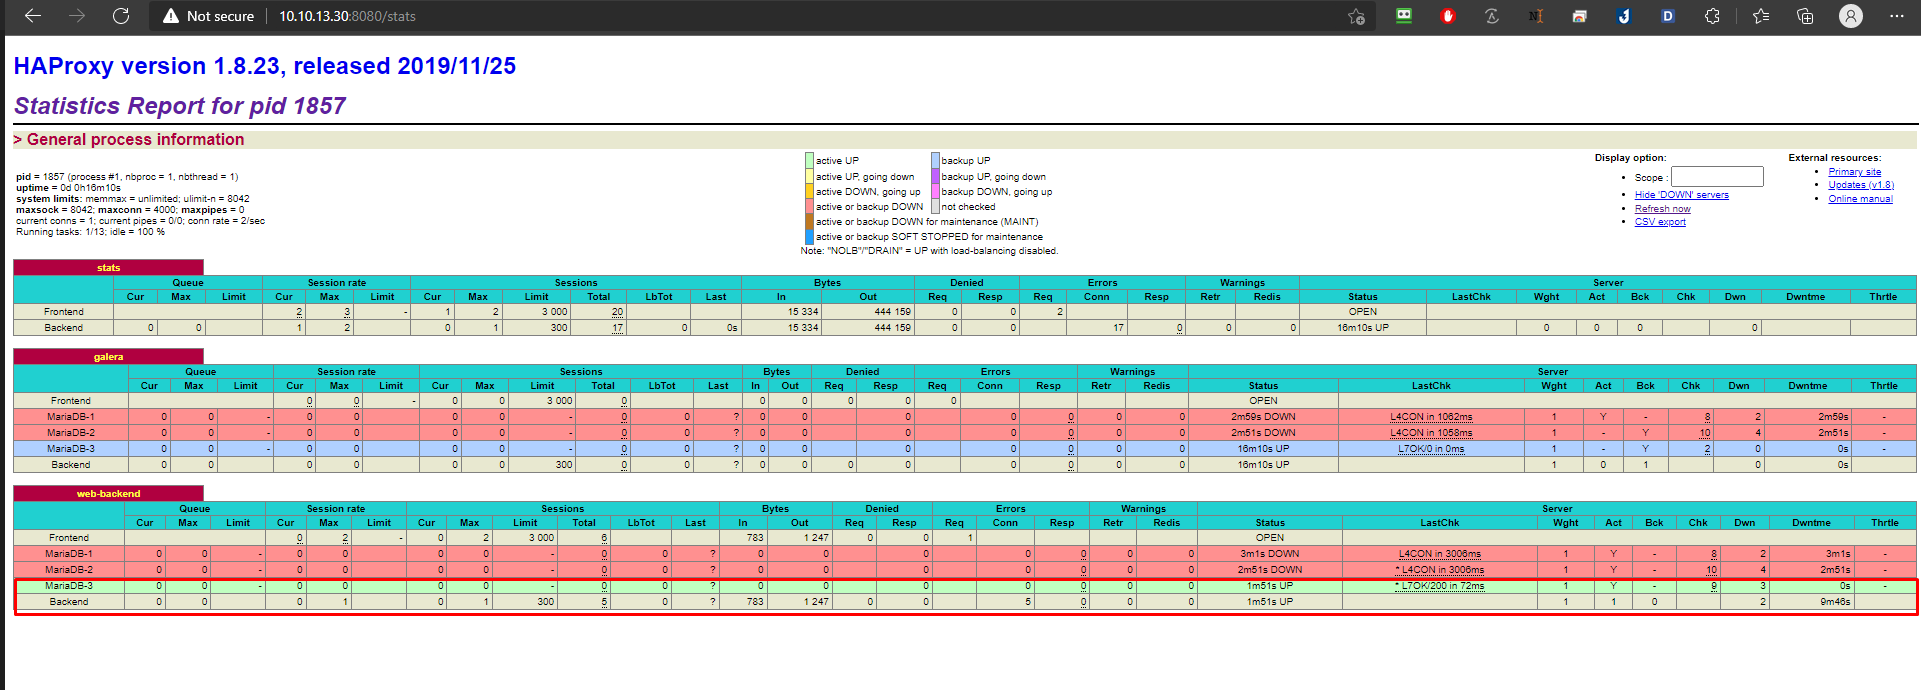 Not secure | 10.10.13.30:8080/stats
HAProxy version 1.8.23, released 2019/11/25
Statistics Report for pid 1857
> General process information
pid = 1857 (process #1, nbproc = 1, nbthread = 1)
uptime = 0d 0h16m10s
system limits: memmax = unlimited; ulimit-n = 8042
maxsock = 8042; maxconn = 4000; maxpipes = 0
current conns = 1; current pipes = 0/0; conn rate = 2/sec
Running tasks: 1/13; idle = 100 %
active UP backup UP
active UP, going down backup UP, going down
active DOWN, going up backup DOWN, going up
active or backup DOWN not checked
active or backup DOWN for maintenance (MAINT)
active or backup SOFT STOPPED for maintenance
Note: "NOLB"/"DRAIN" = UP with load-balancing disabled.
Display option:
Scope :
Hide 'DOWN' servers
Refresh now
CSV export
External resources:
Primary site
Updates (v1.8)
Online manual
stats
Queue Session rate Sessions Bytes Denied Errors Warnings Server
Cur Max Limit Cur Max Limit Cur Max Limit Total LbTot Last In Out Req Resp Req Conn Resp Retr Redis Status LastChk Wght Act Bck Chk Dwn Dwntme Thrtle
Frontend 2 3 - 1 2 3 000 20 15 334 444 159 0 0 2 OPEN
Backend 0 0 1 2 0 1 300 17 0 0s 15 334 444 159 0 0 17 0 0 0 16m10s UP 0 0 0 0
galera
Queue Session rate Sessions Bytes Denied Errors Warnings Server
Cur Max Limit Cur Max Limit Cur Max Limit Total LbTot Last In Out Req Resp Req Conn Resp Retr Redis Status LastChk Wght Act Bck Chk Dwn Dwntme Thrtle
Frontend 0 0 - 0 0 3 000 0 0 0 0 0 0 OPEN
MariaDB-1 0 0 - 0 0 0 0 - 0 0 ? 0 0 0 0 0 0 0 2m59s DOWN L4CON in 1062ms 1 Y - 8 2 2m59s -
MariaDB-2 0 0 - 0 0 0 0 - 0 0 ? 0 0 0 0 0 0 0 2m51s DOWN L4CON in 1058ms 1 - Y 10 4 2m51s -
MariaDB-3 0 0 - 0 0 0 0 - 0 0 ? 0 0 0 0 0 0 0 16m10s UP L7OK/0 in 0ms 1 - Y 2 0 0s -
Backend 0 0 0 0 0 0 300 0 0 ? 0 0 0 0 0 0 0 0 16m10s UP 1 0 1 0 0s
web-backend
Queue Session rate Sessions Bytes Denied Errors Warnings Server
Cur Max Limit Cur Max Limit Cur Max Limit Total LbTot Last In Out Req Resp Req Conn Resp Retr Redis Status LastChk Wght Act Bck Chk Dwn Dwntme Thrtle
Frontend 0 2 - 0 2 3 000 6 783 1 247 0 0 1 OPEN
MariaDB-1 0 0 - 0 0 0 0 - 0 0 ? 0 0 0 0 0 0 0 3m1s DOWN L4CON in 3006ms 1 Y - 8 2 3m1s -
MariaDB-2 0 0 - 0 0 0 0 - 0 0 ? 0 0 0 0 0 0 0 2m51s DOWN * L4CON in 3006ms 1 Y - 10 4 2m51s -
MariaDB-3 0 0 - 0 0 0 0 - 0 0 ? 0 0 0 0 0 0 0 1m51s UP * L7OK/200 in 72ms 1 Y - 9 3 0s -
Backend 0 0 0 1 0 1 300 5 0 ? 783 1 247 0 0 5 0 0 0 1m51s UP 1 1 0 2 9m46s